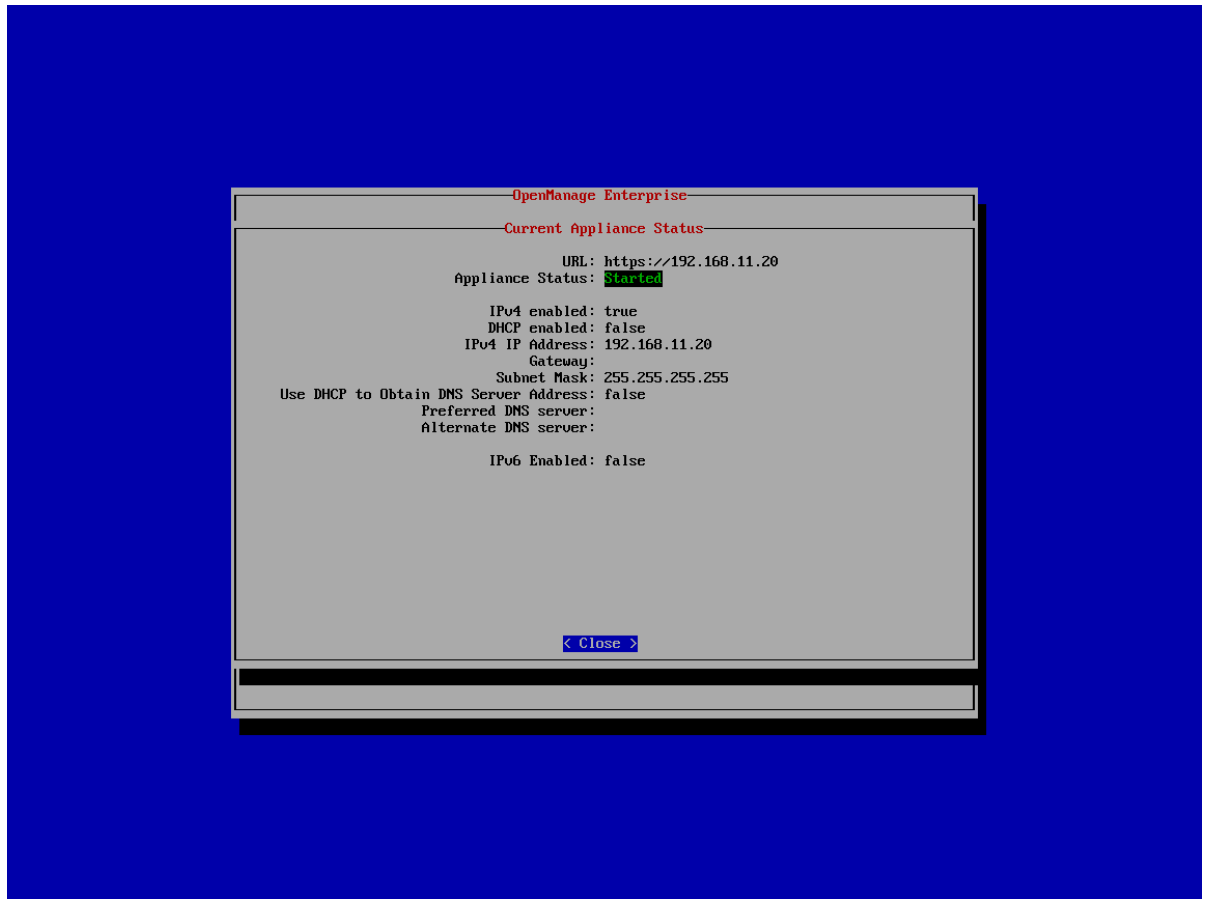 OpenManage Enterprise
Current Appliance Status
URL: https://192.168.11.20
Appliance Status: Started
IPv4 enabled: true
DHCP enabled: false
IPv4 IP Address: 192.168.11.20
Gateway:
Subnet Mask: 255.255.255.255
Use DHCP to Obtain DNS Server Address: false
Preferred DNS server:
Alternate DNS server:
IPv6 Enabled: false
< Close >